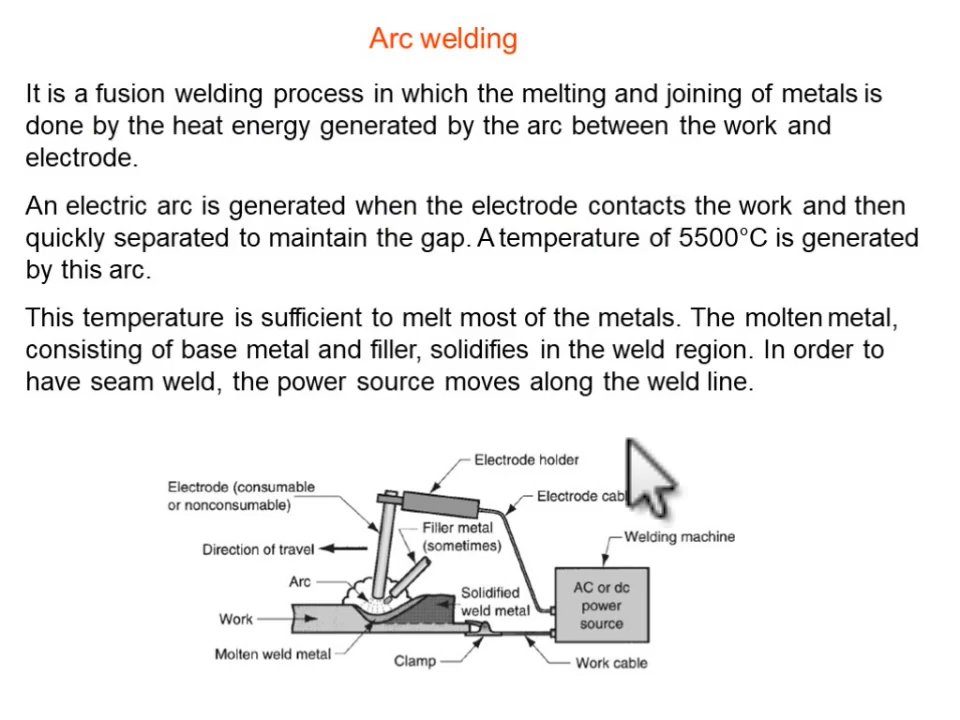 Arc welding
It is a fusion welding process in which the melting and joining of metals is
done by the heat energy generated by the arc between the work and
electrode.
An electric arc is generated when the electrode contacts the work and then
quickly separated to maintain the gap. A temperature of 5500°C is generated
by this arc.
This temperature is sufficient to melt most of the metals. The molten metal,
consisting of base metal and filler, solidifies in the weld region. In order to
have seam weld, the power source moves along the weld line.
Electrode holder
Electrode (consumable
or nonconsumable)
Electrode cab
Filler metal
(sometimes)
Welding machine
Direction of travel
Arc
Solidified
weld metal
AC or dc
power
source
Work
Molten weld metal
Clamp
Work cable